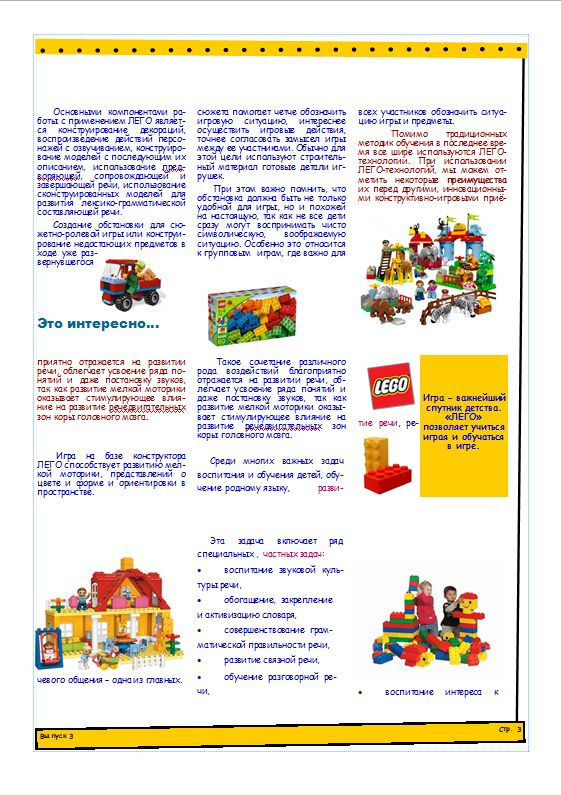 Основными компонентами ра-
боты с применением ЛЕГО являет-
ся конструирование декораций,
воспроизведение действий персо-
нажей с озвучиванием, конструиро-
вание моделей с последующим их
описанием, использование пред-
воряющей, сопровождающей и
завершающей речи, использование
сконструированных моделей для
развития лексико-грамматической
составляющей речи.
Создание обстановки для сю-
жетно-ролевой игры или конструи-
рование недостающих предметов в
ходе уже раз-
вернувшегося
Это интересно...
приятно отражается на развитии
речи, облегчает усвоение ряда по-
нятий и даже постановку звуков,
так как развитие мелкой моторики
оказывает стимулирующее влия-
ние на развитие речедвигательных
зон коры головного мозга.
Игра на базе конструктора
ЛЕГО способствует развитию мел-
кой моторики, представлений о
цвете и форме и ориентировки в
пространстве.
чевого общения – одна из главных.
сюжета помогает четче обозначить
игровую ситуацию, интереснее
осуществить игровые действия,
точнее согласовать замысел игры
между ее участниками. Обычно для
этой цели используют строитель-
ный материал готовые детали иг-
рушек.
При этом важно помнить, что
обстановка должна быть не только
удобной для игры, но и похожей
на настоящую, так как не все дети
сразу могут воспринимать чисто
символическую, воображаемую
ситуацию. Особенно это относится
к групповым играм, где важно для
Такое сочетание различного
рода воздействий благоприятно
отражается на развитии речи, об-
легчает усвоение ряда понятий и
даже постановку звуков, так как
развитие мелкой моторики оказы-
вает стимулирующее влияние на
развитие речедвигательных зон
коры головного мозга.
Среди многих важных задач
воспитания и обучения детей, обу-
чение родному языку, разви-
Эта задача включает ряд
специальных , частных задач:
• воспитание звуковой куль-
туры речи,
• обогащение, закрепление
и активизацию словаря,
• совершенствование грам-
матической правильности речи,
• развитие связной речи,
• обучение разговорной ре-
чи,
всех участников обозначить ситуа-
цию игры и предметы.
Помимо традиционных
методик обучения в последнее вре-
мя все шире используются ЛЕГО-
технологии. При использовании
ЛЕГО-технологий, мы можем от-
метить некоторые преимущества
их перед другими, инновационны-
ми конструктивно-игровыми приё-
LEGO
тие речи, ре-
Игра – важнейший
спутник детства.
«ЛЕГО»
позволяет учиться
играя и обучаться
в игре.
• воспитание интереса к
Выпуск 3
Стр. 3